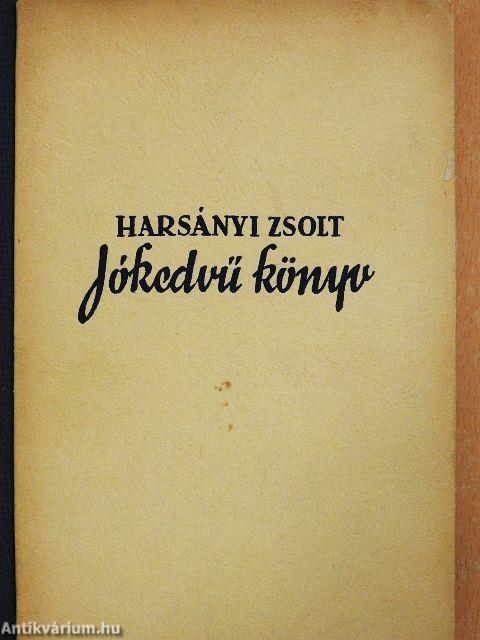 HARSÁNYI ZSOLT
Jókedvű könyv
Antikvárium.hu